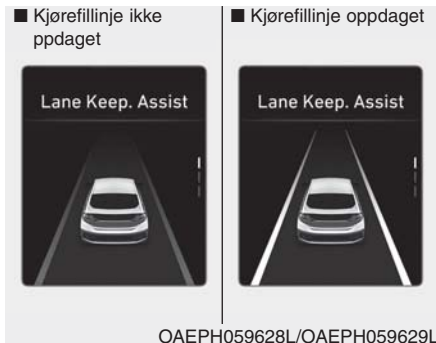 ■ Kjørefillinje ikke
ppdaget
■ Kjørefillinje oppdaget
Lane Keep. Assist
Lane Keep. Assist
OAEPH059628L/OAEPH059629L